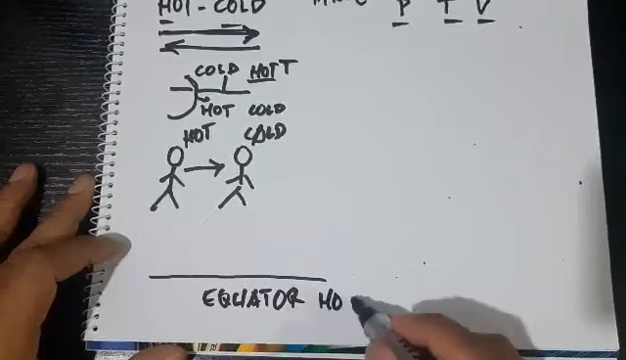 HOT - COLD
P T V
COLD HOTT
HOT COLD
HOT COLD
EQUATOR HO